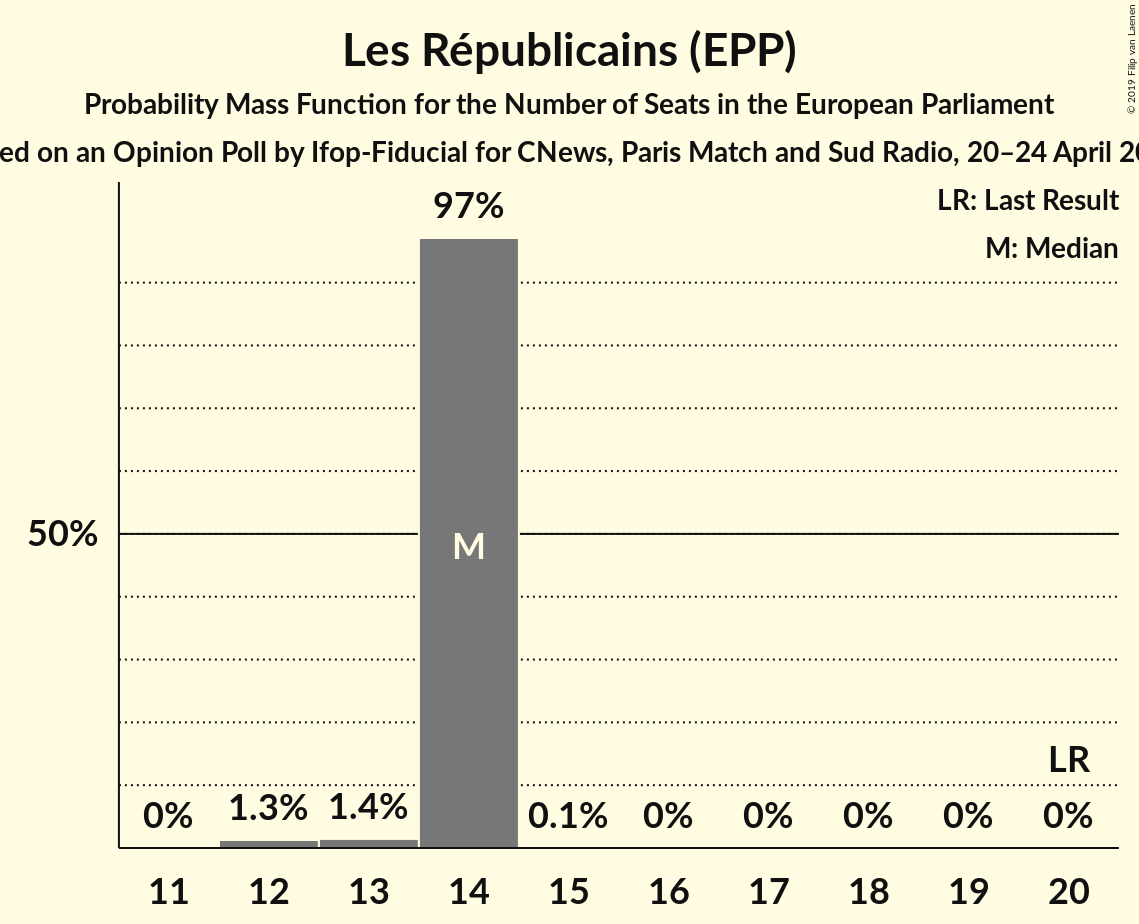 Les Républicains (EPP)
Probability Mass Function for the Number of Seats in the European Parliament
ed on an Opinion Poll by Ifop-Fiducial for CNews, Paris Match and Sud Radio, 20–24 April 20
© 2019 Filip van Laenen
LR: Last Result
M: Median
97%
50%
M
LR
0% 1.3% 1.4% 0.1% 0% 0% 0% 0% 0%
11 12 13 14 15 16 17 18 19 20